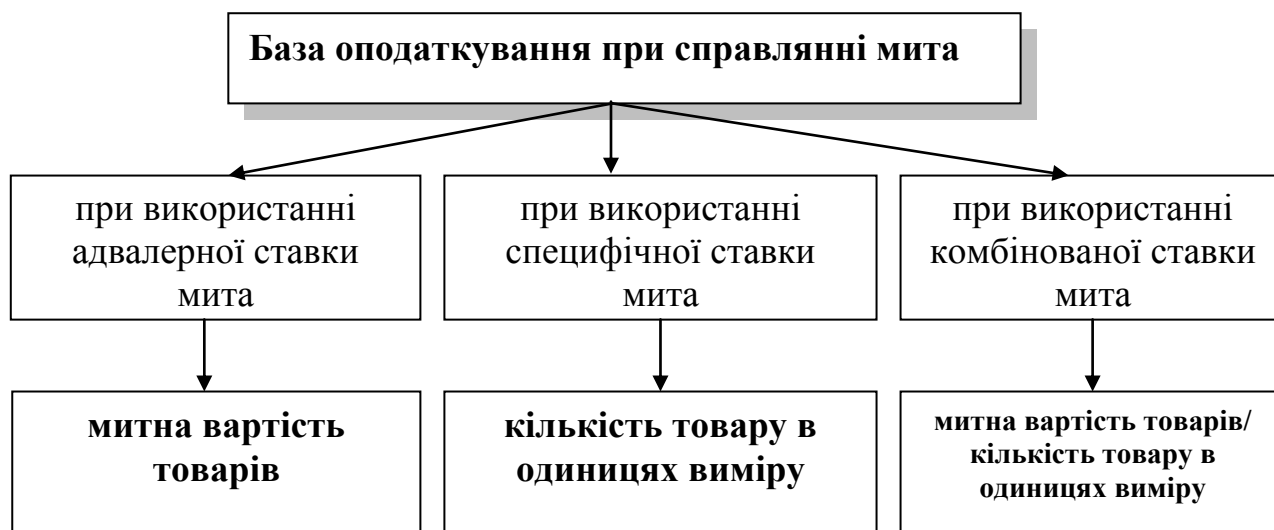 База оподаткування при справлянні мита
при використанні
адвалерної ставки
мита
при використанні
специфічної ставки
мита
при використанні
комбінованої ставки
мита
митна вартість
товарів
кількість товару в
одиницях виміру
митна вартість товарів/
кількість товару в
одиницях виміру